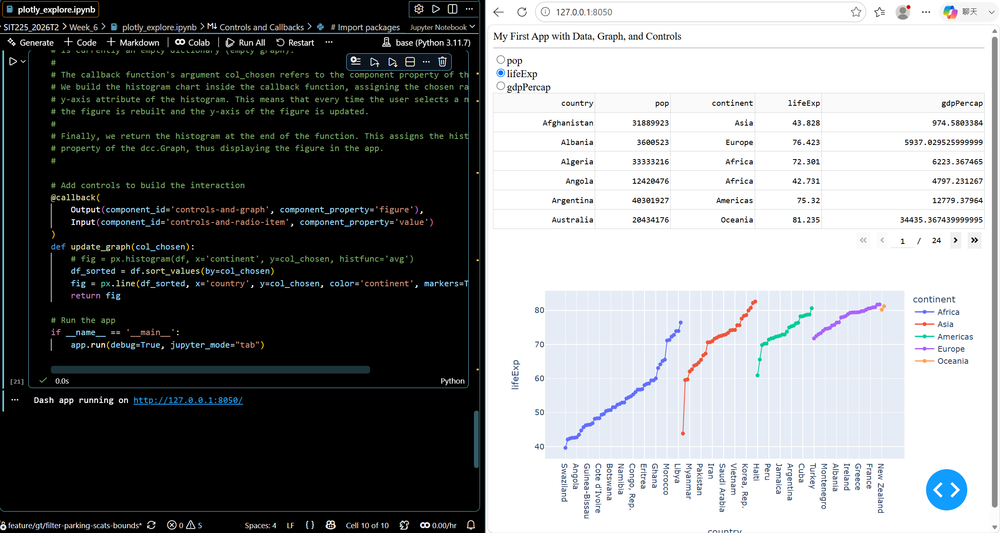 plotly_explore.ipynb
SIT225_2026T2 > Week_6 > plotly_explore.ipynb > M↓ Controls and Callbacks > # Import packages
Jupyter Notebook
Generate + Code + Markdown | Colab | Run All Restart ...
base (Python 3.11.7)
# is currently an empty dictionary (empty graph).
#
# The callback function's argument col_chosen refers to the component property of th
# We build the histogram chart inside the callback function, assigning the chosen ra
# y-axis attribute of the histogram. This means that every time the user selects a n
# the figure is rebuilt and the y-axis of the figure is updated.
#
# Finally, we return the histogram at the end of the function. This assigns the hist
# property of the dcc.Graph, thus displaying the figure in the app.
#
# Add controls to build the interaction
@callback(
    Output(component_id='controls-and-graph', component_property='figure'),
    Input(component_id='controls-and-radio-item', component_property='value')
)
def update_graph(col_chosen):
    # fig = px.histogram(df, x='continent', y=col_chosen, histfunc='avg')
    df_sorted = df.sort_values(by=col_chosen)
    fig = px.line(df_sorted, x='country', y=col_chosen, color='continent', markers=T
    return fig
# Run the app
if __name__ == '__main__':
    app.run(debug=True, jupyter_mode="tab")
[21] 0.0s Python
... Dash app running on http://127.0.0.1:8050/
feature/gt/filter-parking-scats-bounds* 0 5 Spaces: 4 LF { } Cell 10 of 10 0.00/hr
127.0.0.1:8050
聊天
My First App with Data, Graph, and Controls
pop
lifeExp
gdpPercap
country pop continent lifeExp gdpPercap
Afghanistan 31889923 Asia 43.828 974.5803384
Albania 3600523 Europe 76.423 5937.029525999999
Algeria 33333216 Africa 72.301 6223.367465
Angola 12420476 Africa 42.731 4797.231267
Argentina 40301927 Americas 75.32 12779.37964
Australia 20434176 Oceania 81.235 34435.367439999995
1 / 24
continent
Africa
Asia
Americas
Europe
Oceania
80
70
60
50
40
lifeExp
Swaziland
Angola
Guinea-Bissau
Cote d'Ivoire
Botswana
Namibia
Congo, Rep.
Eritrea
Ghana
Morocco
Libya
Myanmar
Pakistan
Iran
Saudi Arabia
Vietnam
Korea, Rep.
Haiti
Peru
Jamaica
Argentina
Cuba
Turkey
Montenegro
Albania
Ireland
Greece
France
New Zealand
country